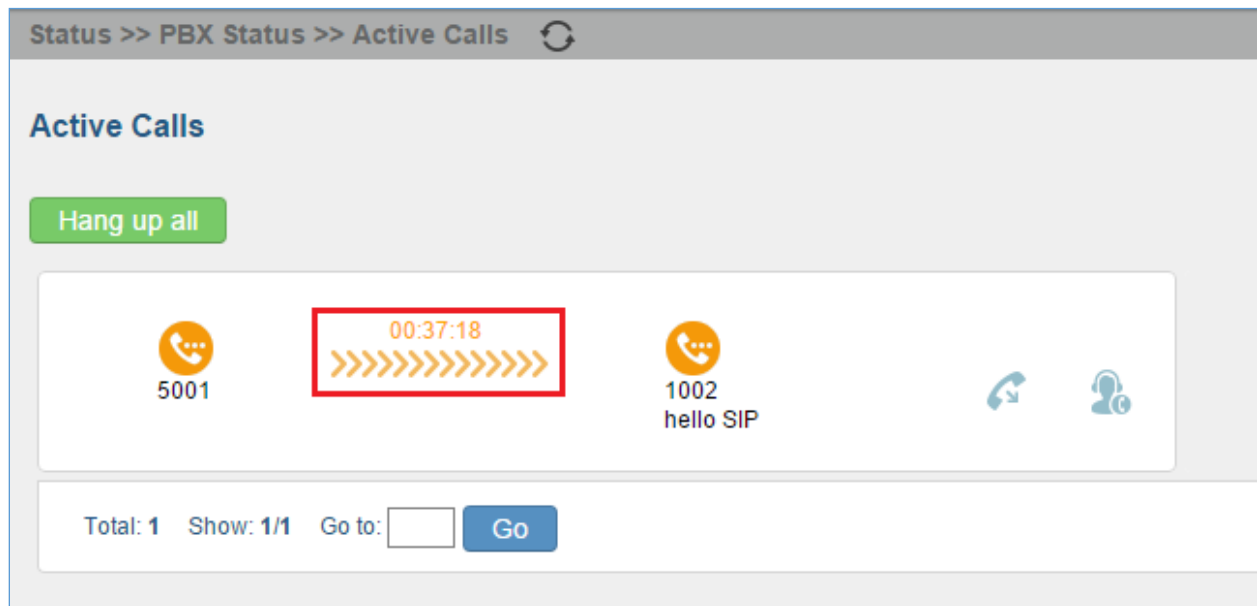 Status >> PBX Status >> Active Calls
Active Calls
Hang up all
00:37:18
5001
1002
hello SIP
Total: 1 Show: 1/1 Go to: Go